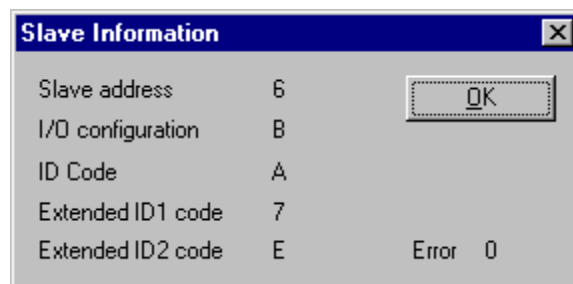 Slave Information
Slave address 6
OK
I/O configuration B
ID Code A
Extended ID1 code 7
Extended ID2 code E Error 0